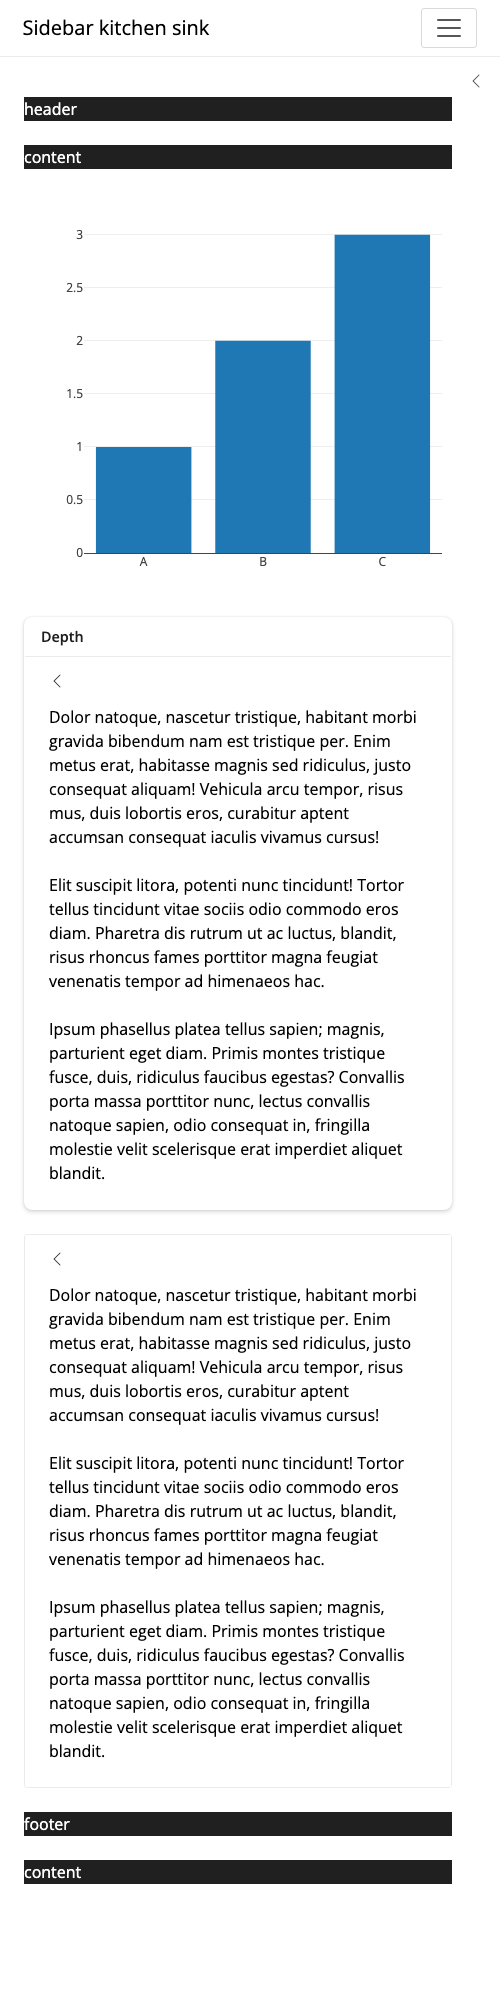 Sidebar kitchen sink
header
content
3
2.5
2
1.5
1
0.5
0
A B C
Depth
Dolor natoque, nascetur tristique, habitant morbi
gravida bibendum nam est tristique per. Enim
metus erat, habitasse magnis sed ridiculus, justo
consequat aliquam! Vehicula arcu tempor, risus
mus, duis lobortis eros, curabitur aptent
accumsan consequat iaculis vivamus cursus!
Elit suscipit litora, potenti nunc tincidunt! Tortor
tellus tincidunt vitae sociis odio commodo eros
diam. Pharetra dis rutrum ut ac luctus, blandit,
risus rhoncus fames porttitor magna feugiat
venenatis tempor ad himenaeos hac.
Ipsum phasellus platea tellus sapien; magnis,
parturient eget diam. Primis montes tristique
fusce, duis, ridiculus faucibus egestas? Convallis
porta massa porttitor nunc, lectus convallis
natoque sapien, odio consequat in, fringilla
molestie velit scelerisque erat imperdiet aliquet
blandit.
Dolor natoque, nascetur tristique, habitant morbi
gravida bibendum nam est tristique per. Enim
metus erat, habitasse magnis sed ridiculus, justo
consequat aliquam! Vehicula arcu tempor, risus
mus, duis lobortis eros, curabitur aptent
accumsan consequat iaculis vivamus cursus!
Elit suscipit litora, potenti nunc tincidunt! Tortor
tellus tincidunt vitae sociis odio commodo eros
diam. Pharetra dis rutrum ut ac luctus, blandit,
risus rhoncus fames porttitor magna feugiat
venenatis tempor ad himenaeos hac.
Ipsum phasellus platea tellus sapien; magnis,
parturient eget diam. Primis montes tristique
fusce, duis, ridiculus faucibus egestas? Convallis
porta massa porttitor nunc, lectus convallis
natoque sapien, odio consequat in, fringilla
molestie velit scelerisque erat imperdiet aliquet
blandit.
footer
content